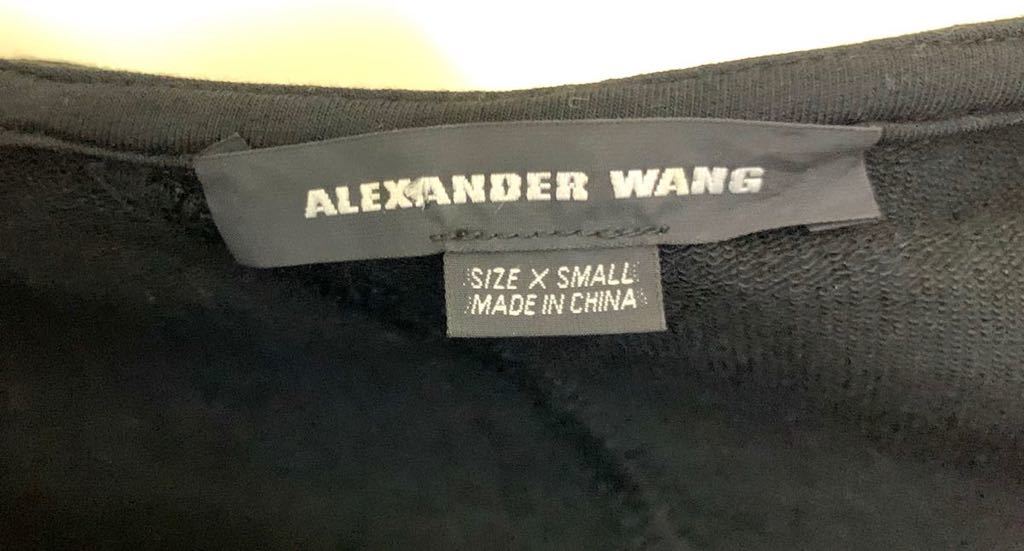 ALEXANDER WANG
SIZE X SMALL
MADE IN CHINA